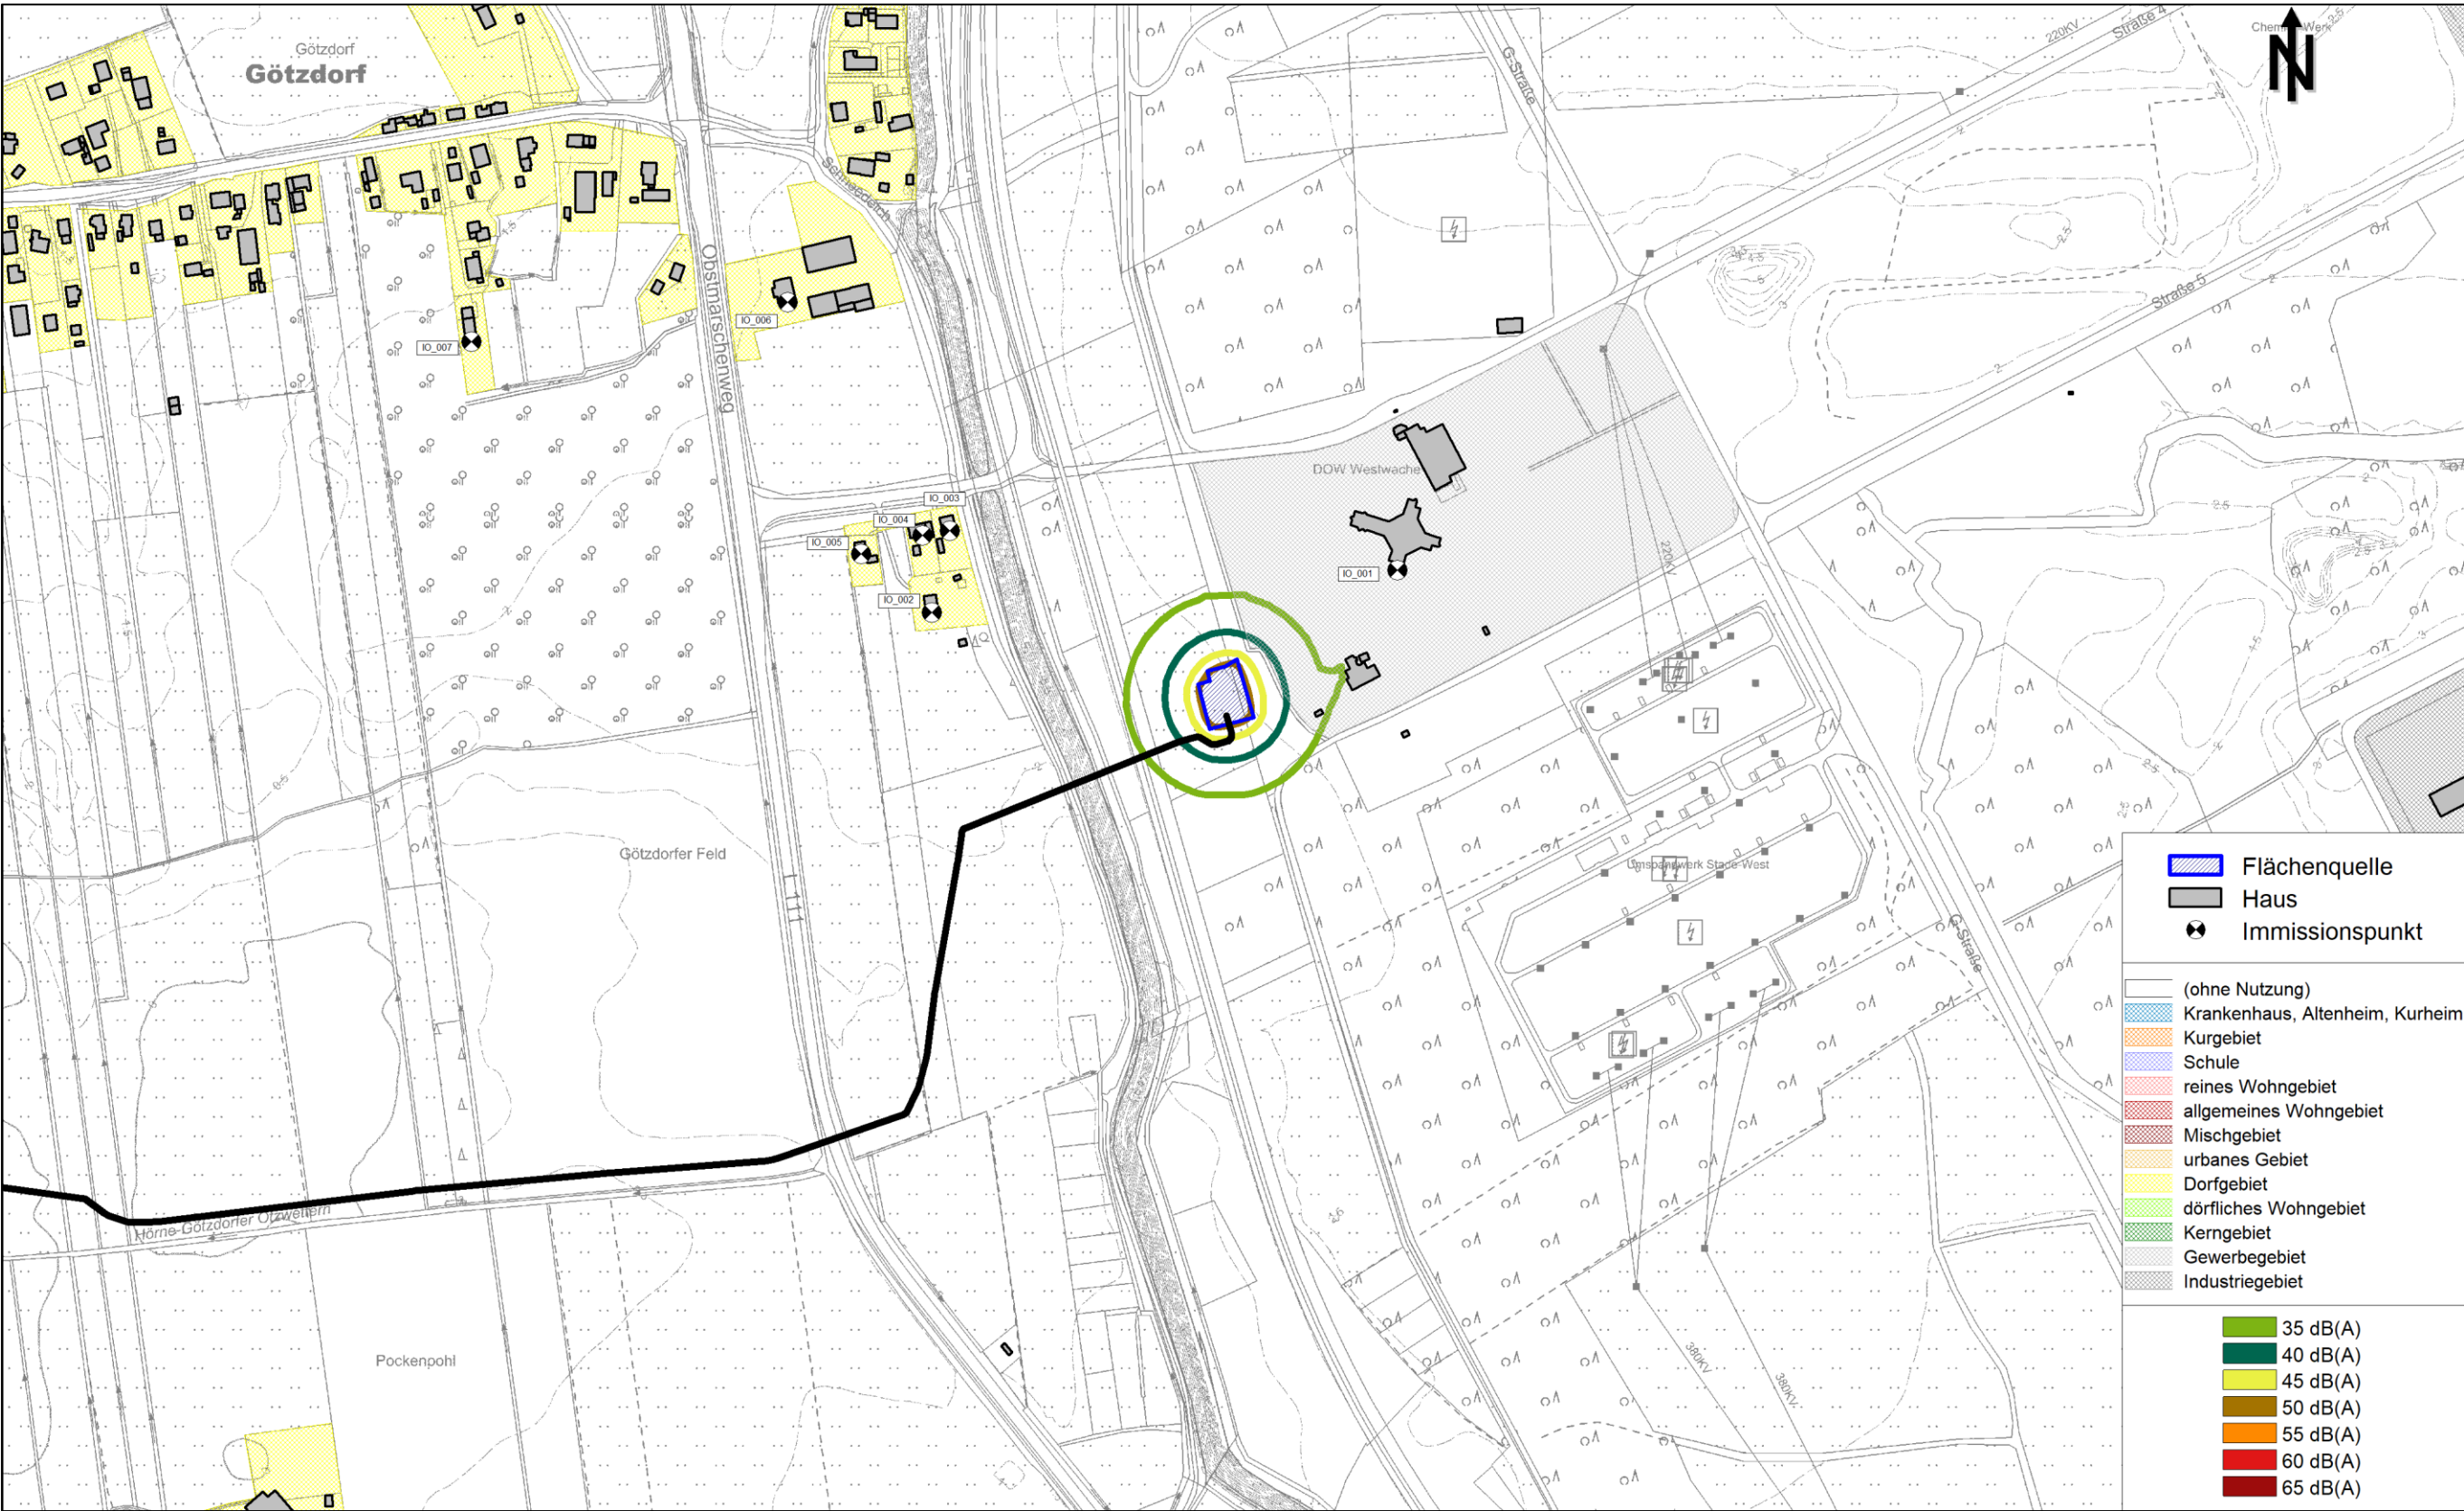 Götzdorf
Götzdorf
G-Straße
220KV
Straße 4
N
Schwarzdeich
Obstmarschenweg
IO_006
IO_007
Straße 5
DOW Westwache
IO_003
IO_004
IO_005
IO_001
IO_002
220KV
Götzdorfer Feld
L 111
Umspannwerk Stade-West
G-Straße
Hörne-Götzdorfer
Pockenpohl
380KV
380KV
Flächenquelle
Haus
Immissionspunkt
(ohne Nutzung)
Krankenhaus, Altenheim, Kurheim
Kurgebiet
Schule
reines Wohngebiet
allgemeines Wohngebiet
Mischgebiet
urbanes Gebiet
Dorfgebiet
dörfliches Wohngebiet
Kerngebiet
Gewerbegebiet
Industriegebiet
35 dB(A)
40 dB(A)
45 dB(A)
50 dB(A)
55 dB(A)
60 dB(A)
65 dB(A)